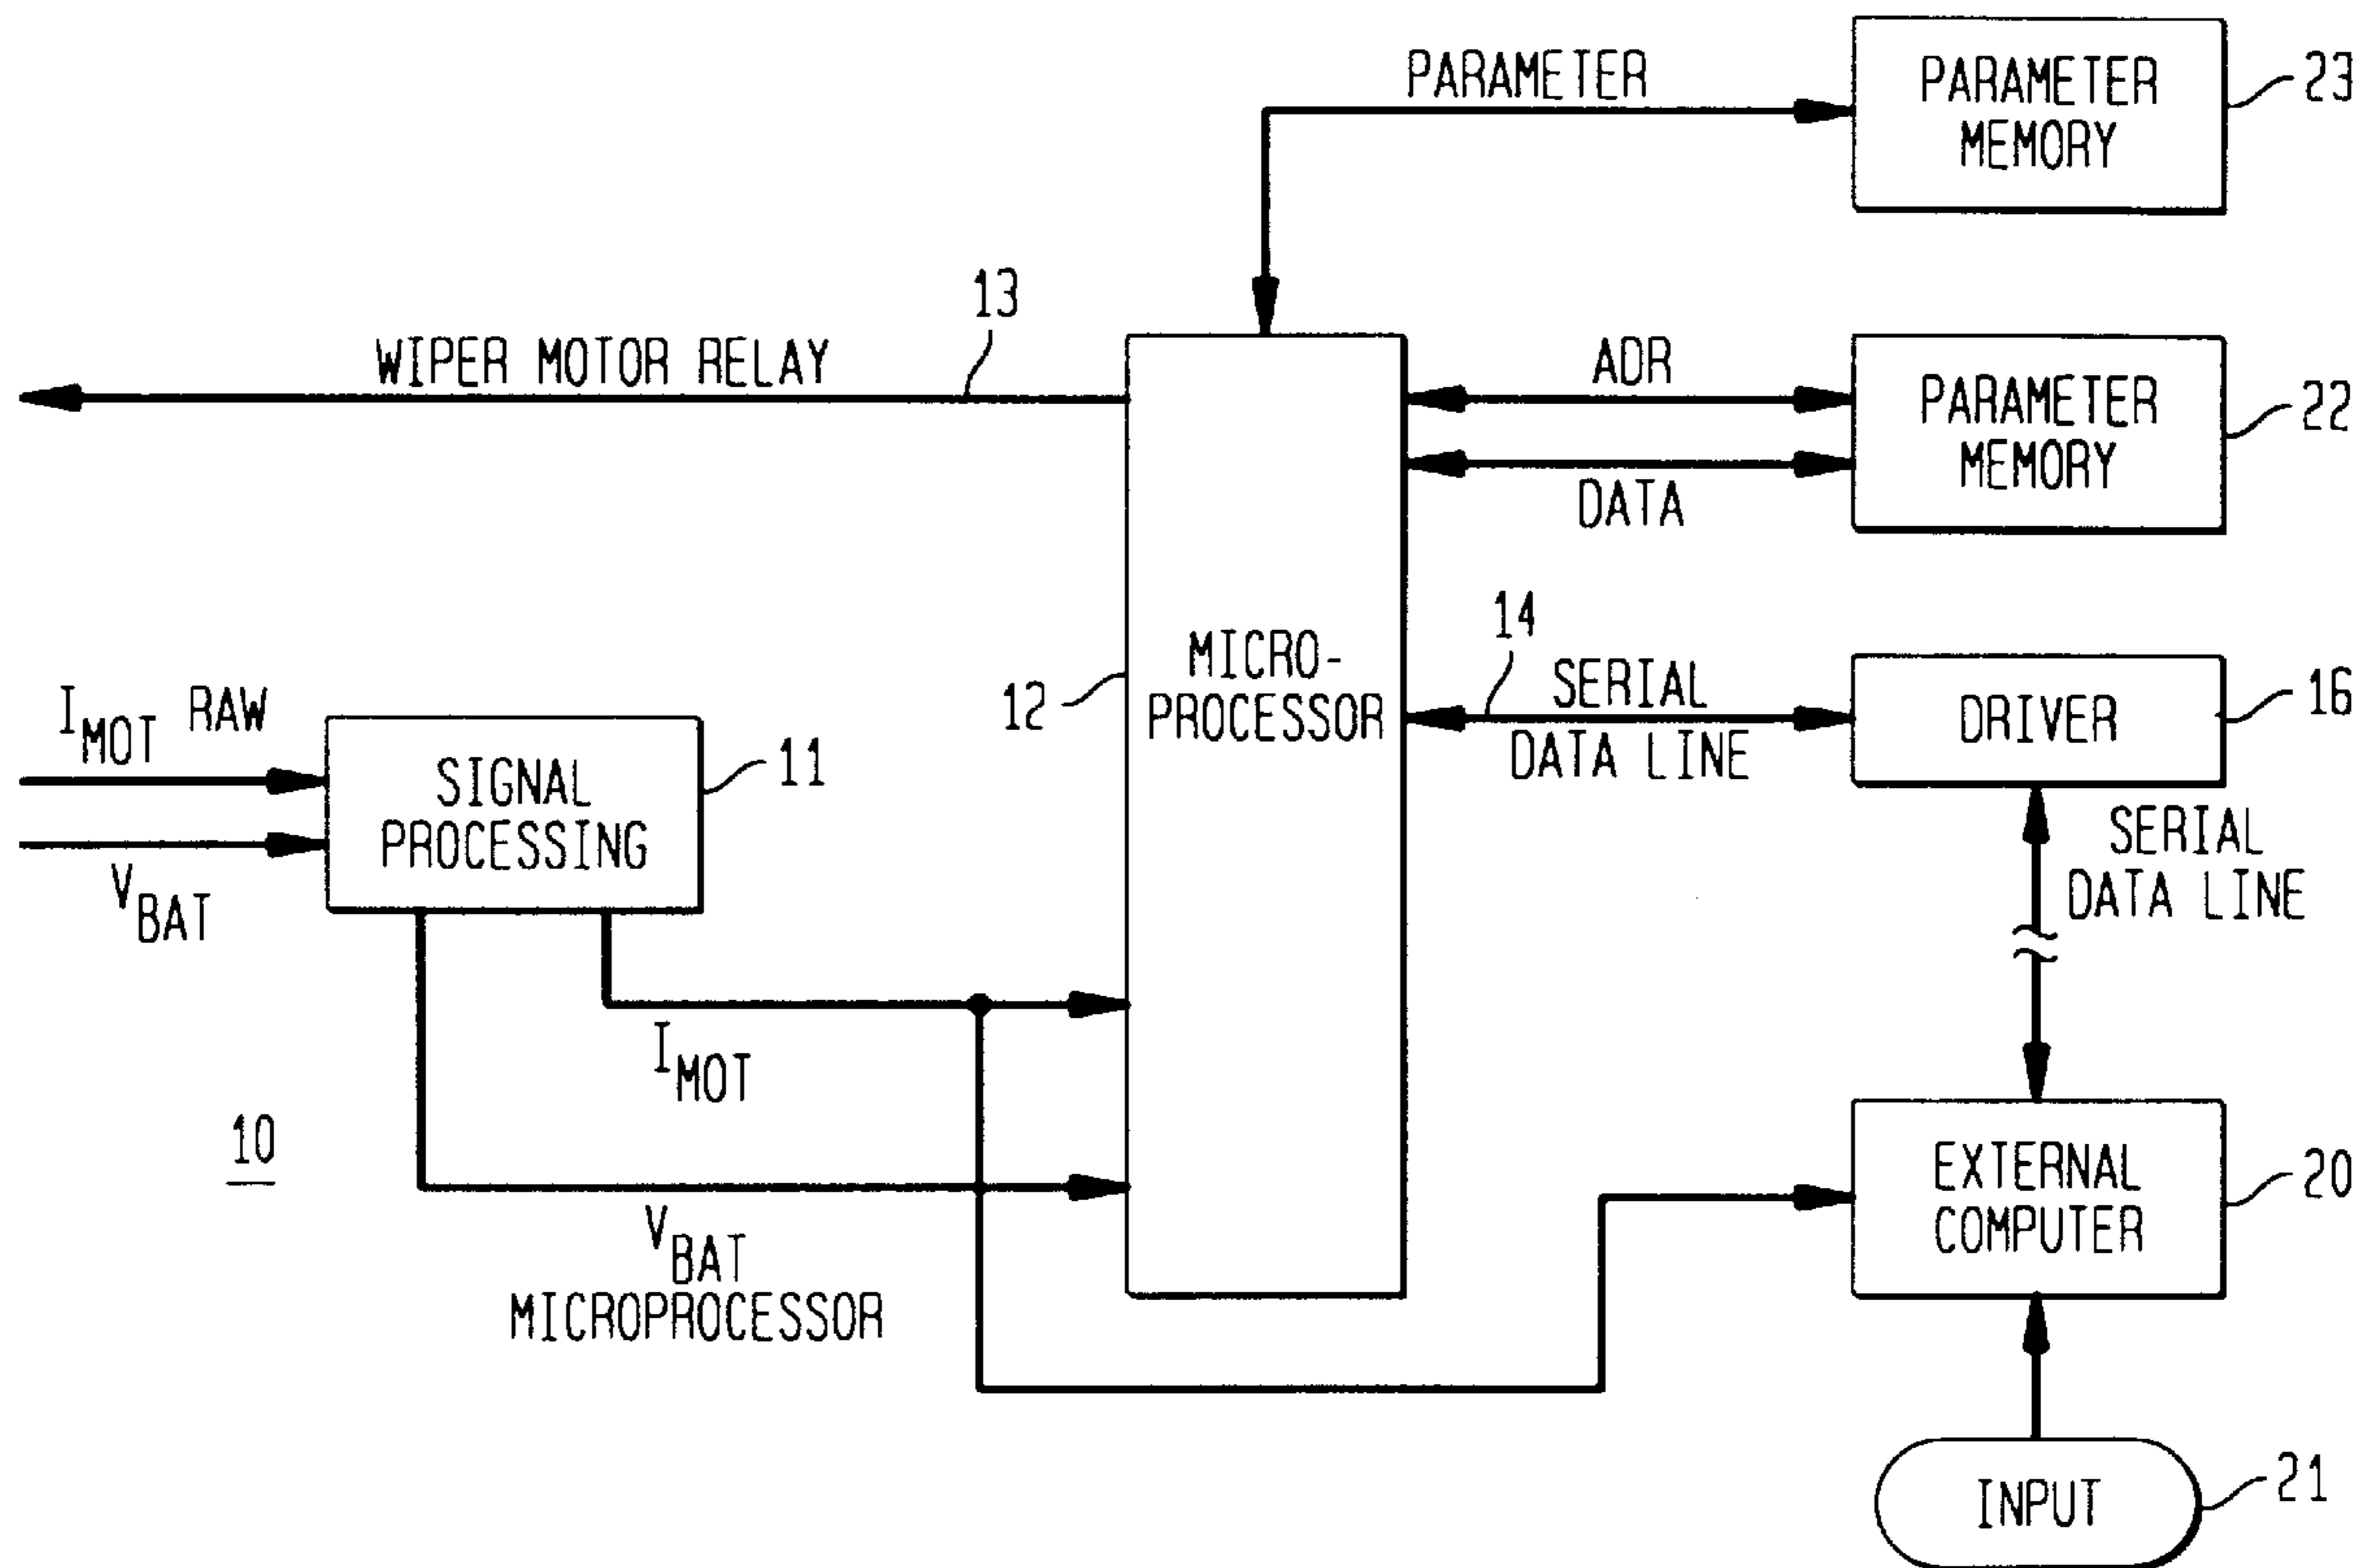 PARAMETER
PARAMETER
MEMORY
23
13
WIPER MOTOR RELAY
ADR
DATA
PARAMETER
MEMORY
22
14
SERIAL
DATA LINE
DRIVER
16
12
MICRO-
PROCESSOR
I MOT RAW
V BAT
SIGNAL
PROCESSING
11
SERIAL
DATA LINE
I MOT
10
V BAT
MICROPROCESSOR
EXTERNAL
COMPUTER
20
INPUT
21